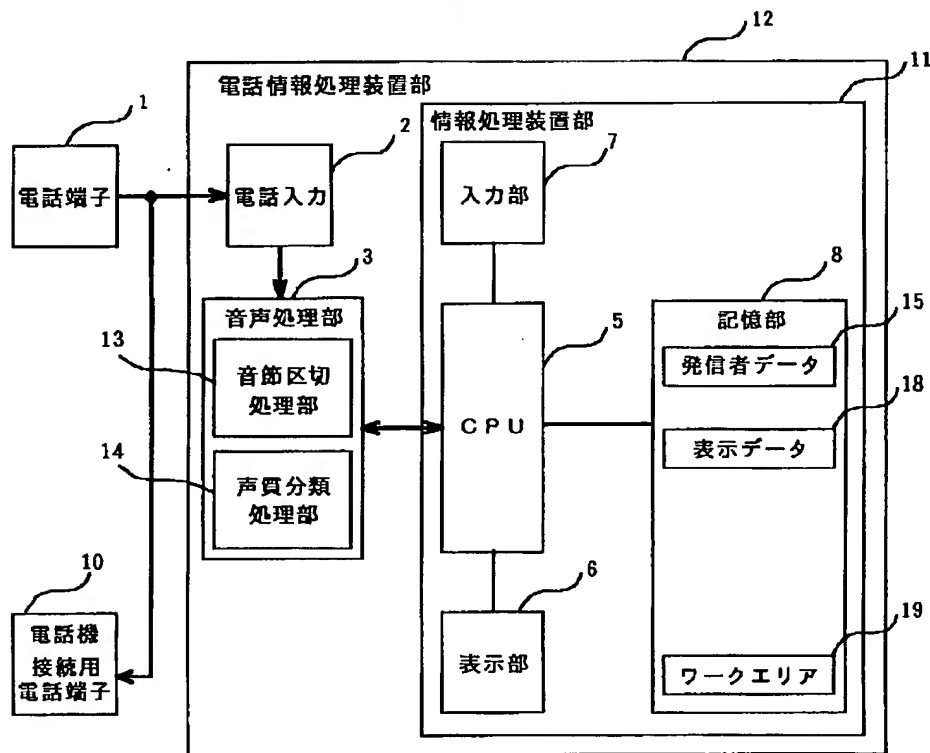 12
電話情報処理装置部
11
1
2
情報処理装置部
7
電話端子
電話入力
入力部
3
8
音声処理部
5
記憶部
15
13
発信者データ
音節区切
処理部
CPU
18
表示データ
14
声質分類
処理部
10
6
電話機
接続用
電話端子
表示部
19
ワークエリア